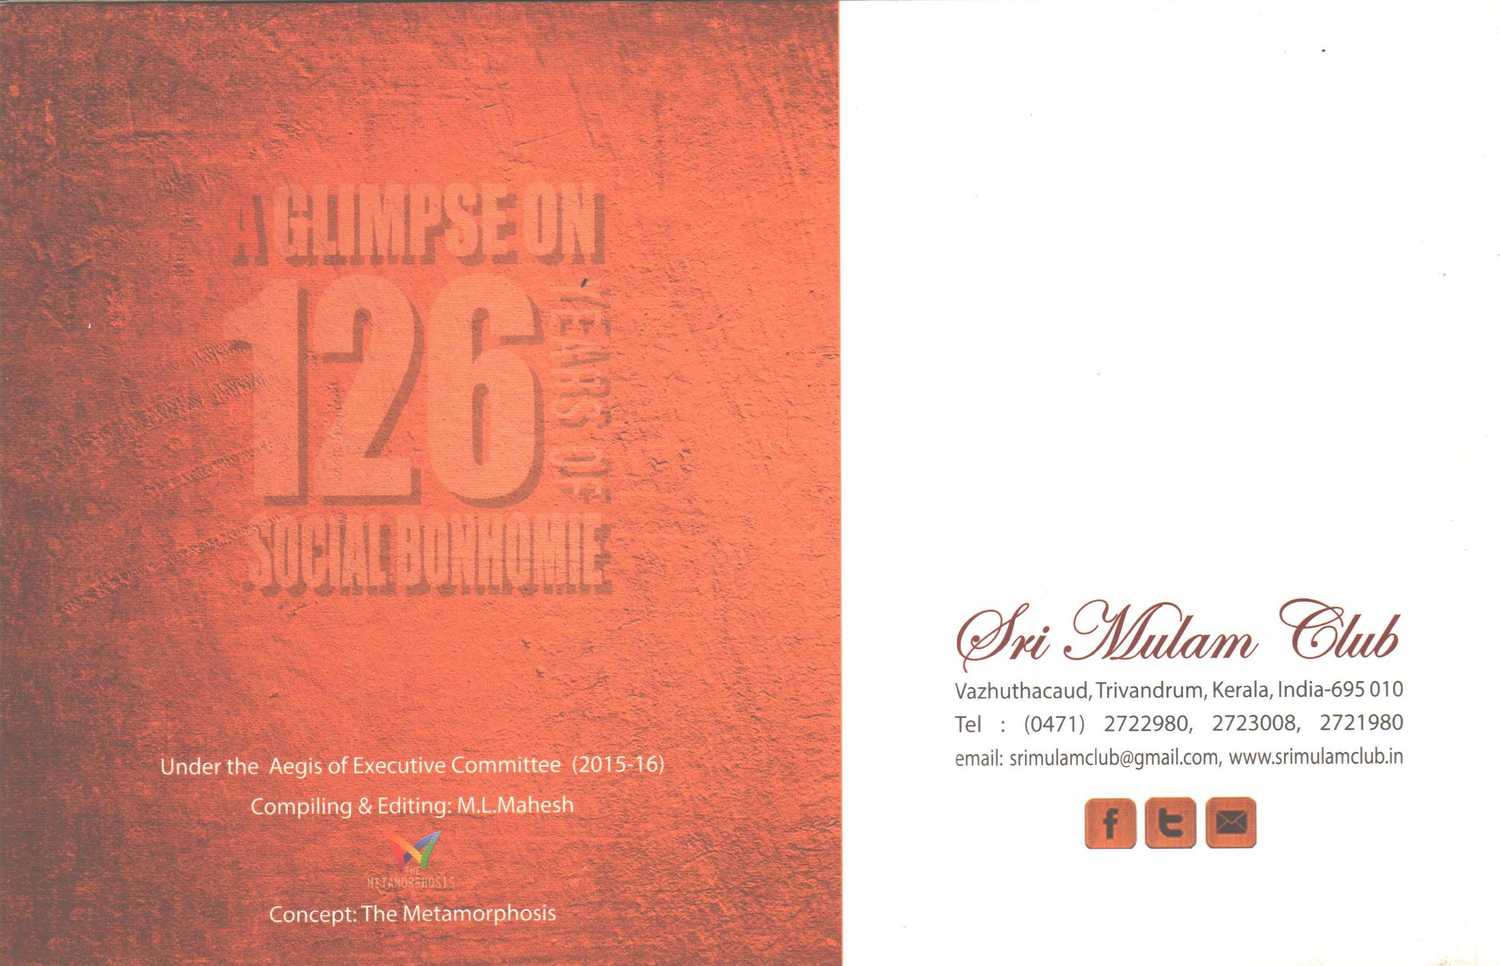 A GLIMPSE ON
126
YEARS OF
SOCIAL BONHOMIE
Under the Aegis of Executive Committee (2015-16)
Compiling & Editing: M.L.Mahesh
THE
METAMORPHOSIS
Concept: The Metamorphosis
Sri Mulam Club
Vazhuthacaud, Trivandrum, Kerala, India-695 010
Tel : (0471) 2722980, 2723008, 2721980
email: srimulamclub@gmail.com, www.srimulamclub.in